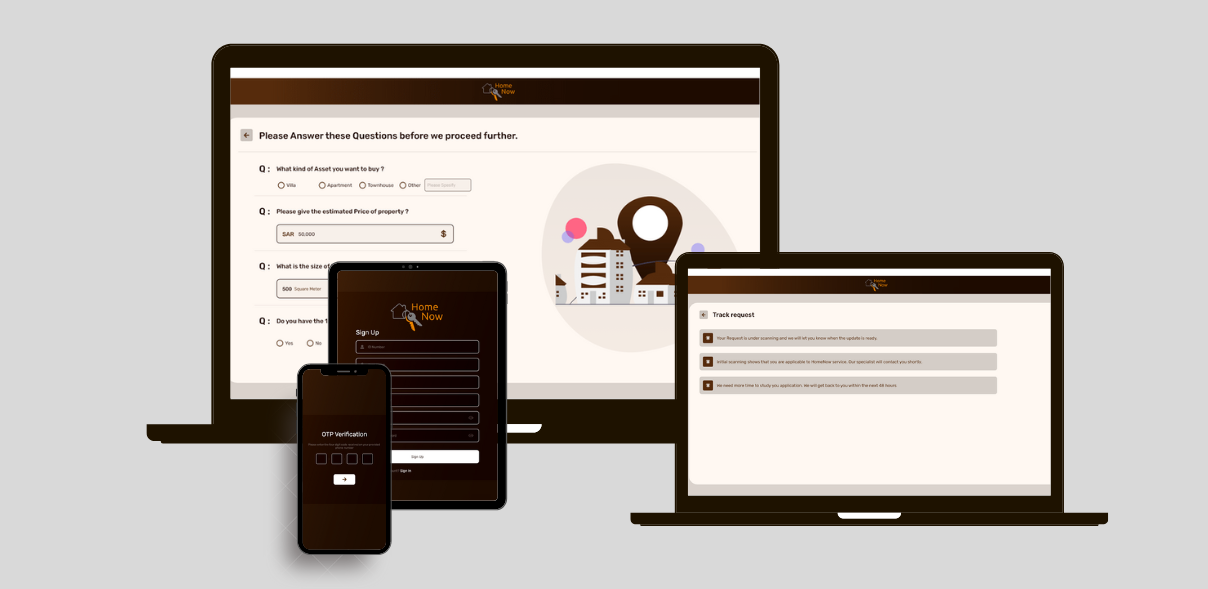 Home
Now
Please Answer these Questions before we proceed further.
Q : What kind of Asset you want to buy ?
Villa Apartment Townhouse Other Please Specify
Q : Please give the estimated Price of property ?
SAR 50,000 $
Q : What is the size of
500 Square Meter
Q : Do you have the 1
Yes No
Home
Now
Sign Up
ID Number
Sign Up
Sign In
OTP Verification
Home
Now
Track request
Your Request is under scanning and we will let you know when the update is ready.
Initial scanning shows that you are applicable to HomeNow service. Our specialist will contact you shortly.
We need more time to study you application. We will get back to you within the next 48 hours.